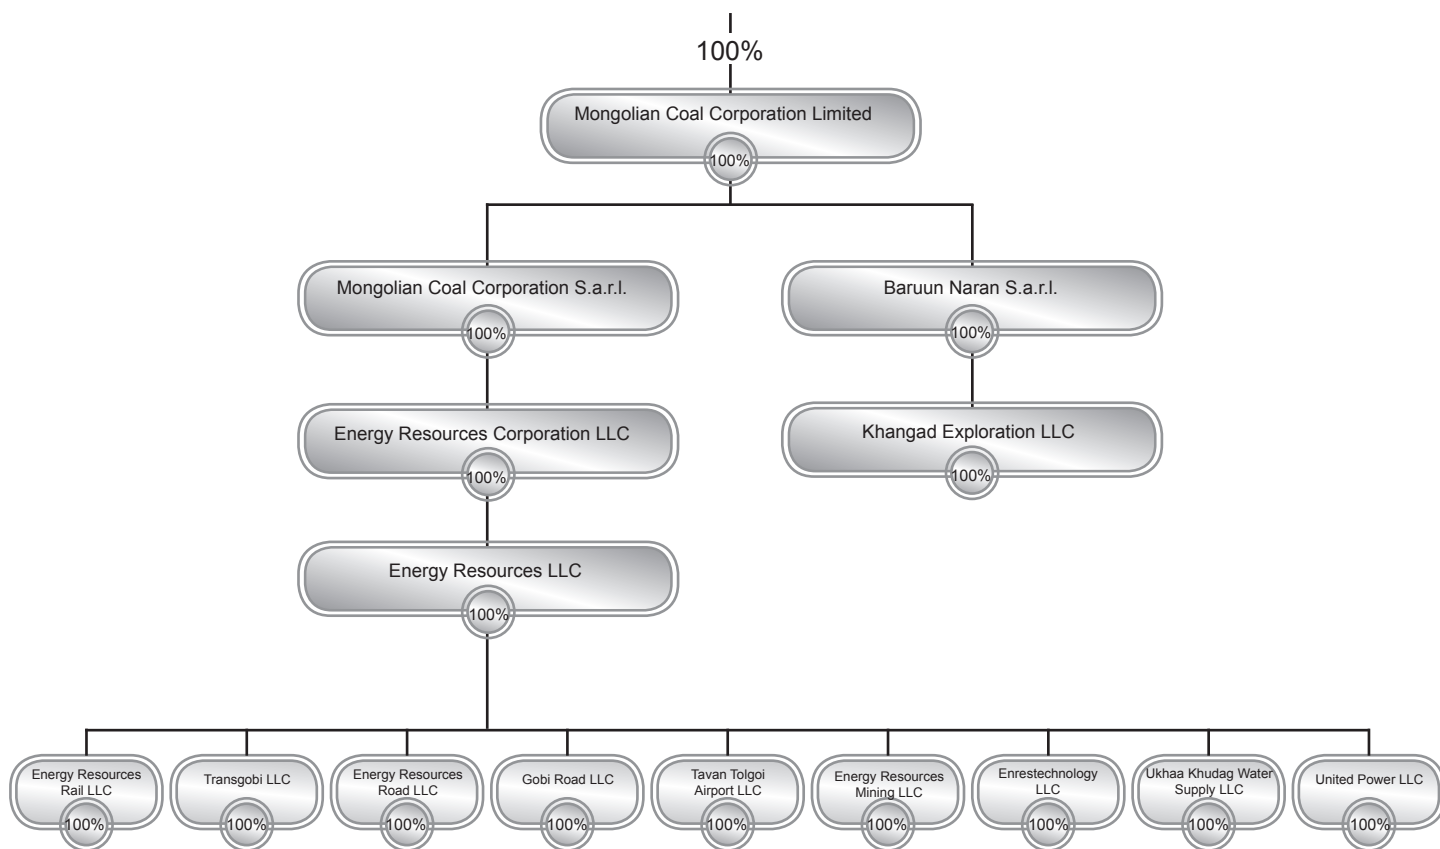 100%
Mongolian Coal Corporation Limited
100%
Mongolian Coal Corporation S.a.r.l.
100%
Baruun Naran S.a.r.l.
100%
Energy Resources Corporation LLC
100%
Khangad Exploration LLC
100%
Energy Resources LLC
100%
Energy Resources
Rail LLC
100%
Transgobi LLC
100%
Energy Resources
Road LLC
100%
Gobi Road LLC
100%
Tavan Tolgoi
Airport LLC
100%
Energy Resources
Mining LLC
100%
Enrestechnology
LLC
100%
Ukhaa Khudag Water
Supply LLC
100%
United Power LLC
100%